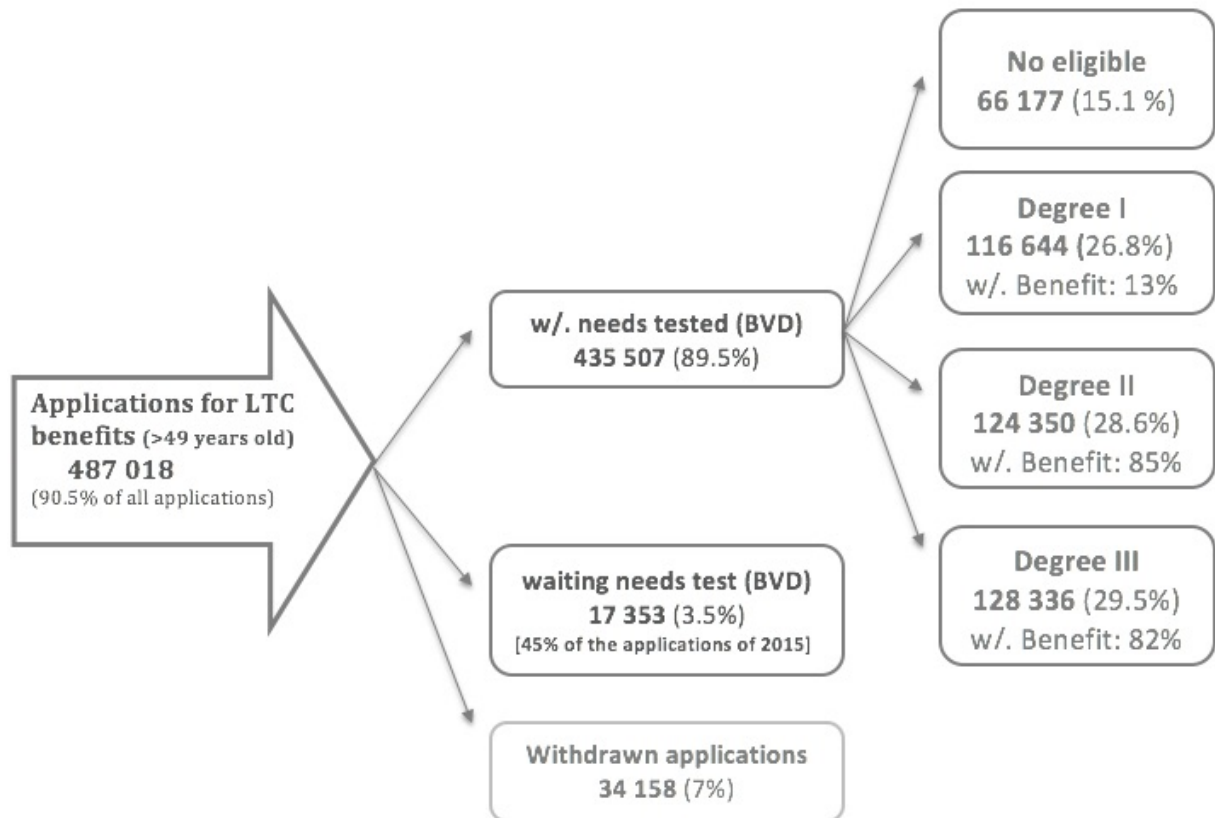 Applications for LTC
benefits (>49 years old)
487 018
(90.5% of all applications)
w/. needs tested (BVD)
435 507 (89.5%)
waiting needs test (BVD)
17 353 (3.5%)
[45% of the applications of 2015]
Withdrawn applications
34 158 (7%)
No eligible
66 177 (15.1 %)
Degree I
116 644 (26.8%)
w/. Benefit: 13%
Degree II
124 350 (28.6%)
w/. Benefit: 85%
Degree III
128 336 (29.5%)
w/. Benefit: 82%